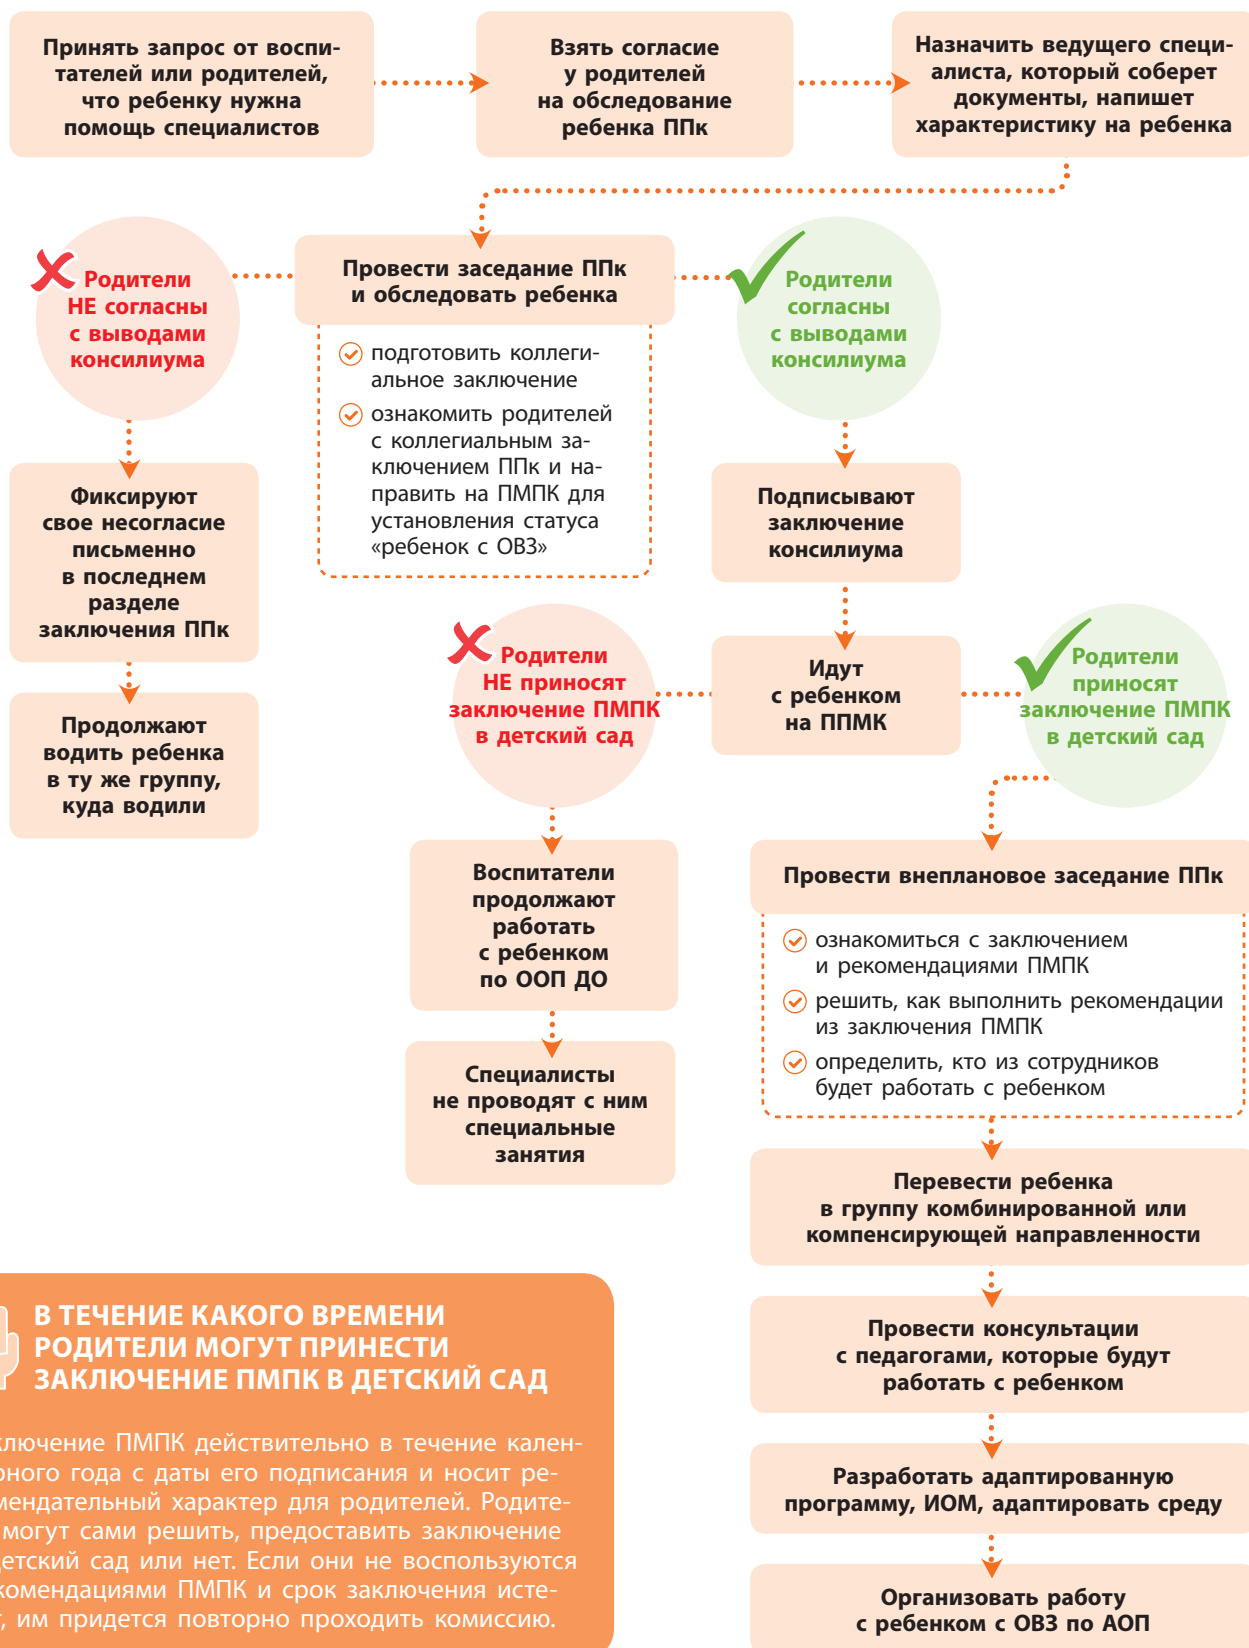 Принять запрос от воспи-
тателей или родителей,
что ребенку нужна
помощь специалистов
Взять согласие
у родителей
на обследование
ребенка ППк
Назначить ведущего специ-
алиста, который соберет
документы, напишет
характеристику на ребенка
Родители
НЕ согласны
с выводами
консилиума
Провести заседание ППк
и обследовать ребенка
подготовить коллеги-
альное заключение
ознакомить родителей
с коллегиальным за-
ключением ППк и на-
править на ПМПК для
установления статуса
«ребенок с ОВЗ»
Родители
согласны
с выводами
консилиума
Фиксируют
свое несогласие
письменно
в последнем
разделе
заключения ППк
Продолжают
водить ребенка
в ту же группу,
куда водили
Подписывают
заключение
консилиума
Идут
с ребенком
на ППМК
Родители
НЕ приносят
заключение ПМПК
в детский сад
Родители
приносят
заключение ПМПК
в детский сад
Воспитатели
продолжают
работать
с ребенком
по ООП ДО
Специалисты
не проводят с ним
специальные
занятия
Провести внеплановое заседание ППк
ознакомиться с заключением
и рекомендациями ПМПК
решить, как выполнить рекомендации
из заключения ПМПК
определить, кто из сотрудников
будет работать с ребенком
Перевести ребенка
в группу комбинированной или
компенсирующей направленности
Провести консультации
с педагогами, которые будут
работать с ребенком
Разработать адаптированную
программу, ИОМ, адаптировать среду
Организовать работу
с ребенком с ОВЗ по АОП
В ТЕЧЕНИЕ КАКОГО ВРЕМЕНИ
РОДИТЕЛИ МОГУТ ПРИНЕСТИ
ЗАКЛЮЧЕНИЕ ПМПК В ДЕТСКИЙ САД
ключение ПМПК действительно в течение кален-
рного года с даты его подписания и носит ре-
мендательный характер для родителей. Родите-
могут сами решить, предоставить заключение
детский сад или нет. Если они не воспользуются
комендациями ПМПК и срок заключения исте-
т, им придется повторно проходить комиссию.